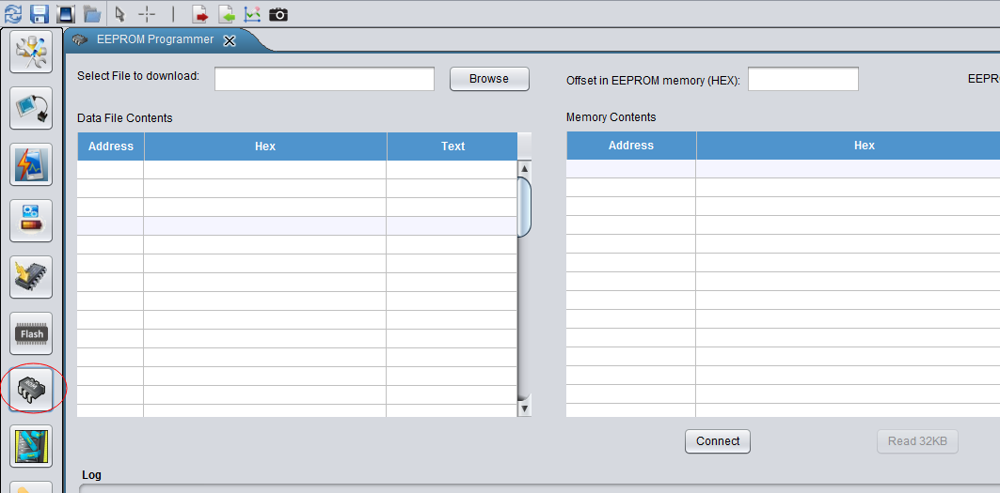 EEPROM Programmer
Select File to download:
Browse
Offset in EEPROM memory (HEX):
EEPR
Data File Contents
Memory Contents
Address Hex Text
Address Hex
Flash
Connect
Read 32KB
Log